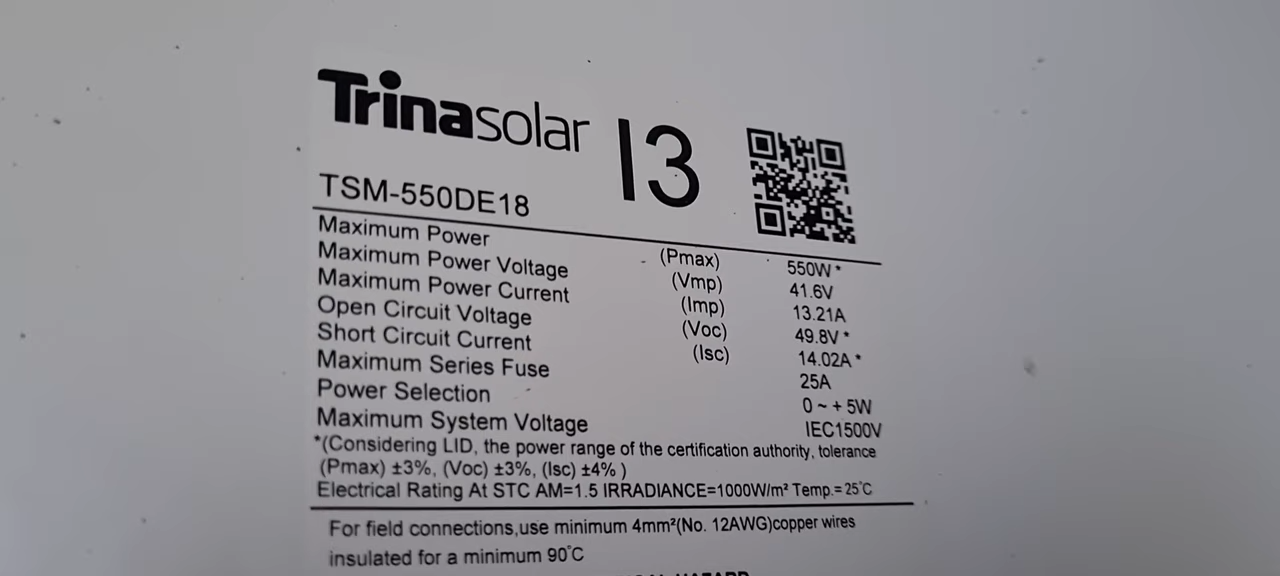 Trinasolar I3
TSM-550DE18
Maximum Power (Pmax) 550W*
Maximum Power Voltage (Vmp) 41.6V
Maximum Power Current (Imp) 13.21A
Open Circuit Voltage (Voc) 49.8V*
Short Circuit Current (Isc) 14.02A*
Maximum Series Fuse 25A
Power Selection 0~+5W
Maximum System Voltage IEC1500V
*(Considering LID, the power range of the certification authority, tolerance
(Pmax) ±3%, (Voc) ±3%, (Isc) ±4% )
Electrical Rating At STC AM=1.5 IRRADIANCE=1000W/m² Temp.=25°C
For field connections,use minimum 4mm²(No. 12AWG)copper wires
insulated for a minimum 90°C